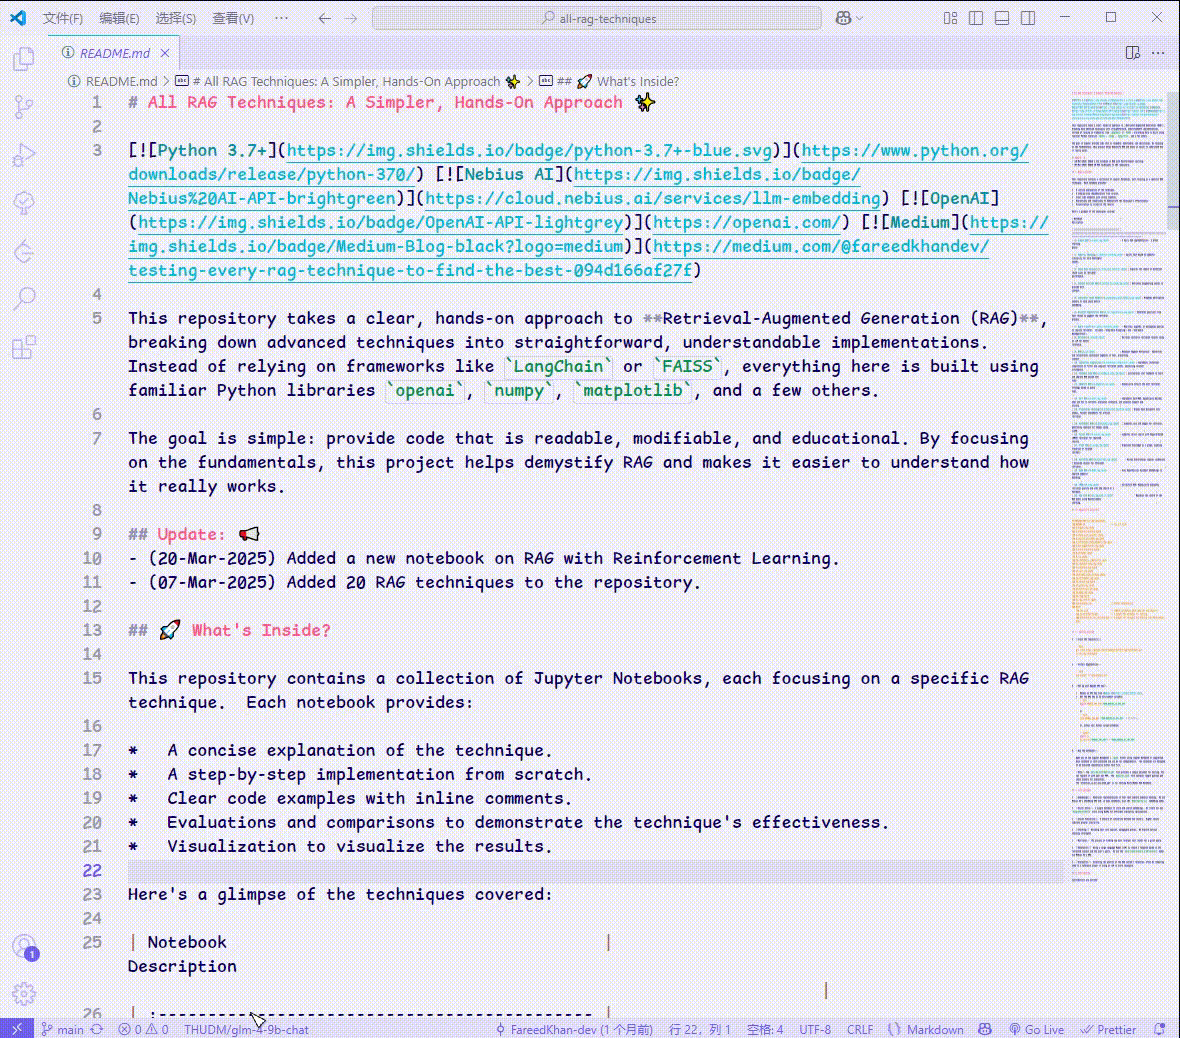 文件(F) 编辑(E) 选择(S) 查看(V) ··· all-rag-techniques
README.md
README.md > # All RAG Techniques: A Simpler, Hands-On Approach ✨ > ## 🚀 What's Inside?
1 # All RAG Techniques: A Simpler, Hands-On Approach ✨
2
3 [![Python 3.7+](https://img.shields.io/badge/python-3.7+-blue.svg)](https://www.python.org/
downloads/release/python-370/) [![Nebius AI](https://img.shields.io/badge/
Nebius%20AI-API-brightgreen)](https://cloud.nebius.ai/services/llm-embedding) [![OpenAI]
(https://img.shields.io/badge/OpenAI-API-lightgrey)](https://openai.com/) [![Medium](https://
img.shields.io/badge/Medium-Blog-black?logo=medium)](https://medium.com/@fareedkhandev/
testing-every-rag-technique-to-find-the-best-094d166af27f)
4
5 This repository takes a clear, hands-on approach to **Retrieval-Augmented Generation (RAG)**,
breaking down advanced techniques into straightforward, understandable implementations.
Instead of relying on frameworks like `LangChain` or `FAISS`, everything here is built using
familiar Python libraries `openai`, `numpy`, `matplotlib`, and a few others.
6
7 The goal is simple: provide code that is readable, modifiable, and educational. By focusing
on the fundamentals, this project helps demystify RAG and makes it easier to understand how
it really works.
8
9 ## Update: 📢
10 - (20-Mar-2025) Added a new notebook on RAG with Reinforcement Learning.
11 - (07-Mar-2025) Added 20 RAG techniques to the repository.
12
13 ## 🚀 What's Inside?
14
15 This repository contains a collection of Jupyter Notebooks, each focusing on a specific RAG
technique.  Each notebook provides:
16
17 *   A concise explanation of the technique.
18 *   A step-by-step implementation from scratch.
19 *   Clear code examples with inline comments.
20 *   Evaluations and comparisons to demonstrate the technique's effectiveness.
21 *   Visualization to visualize the results.
22
23 Here's a glimpse of the techniques covered:
24
25 | Notebook |
Description
|
26 | :-------------------------------------------- |
main 0 0 THUDM/glm-4-9b-chat FareedKhan-dev (1 个月前) 行 22，列 1 空格: 4 UTF-8 CRLF Markdown Go Live Prettier
1